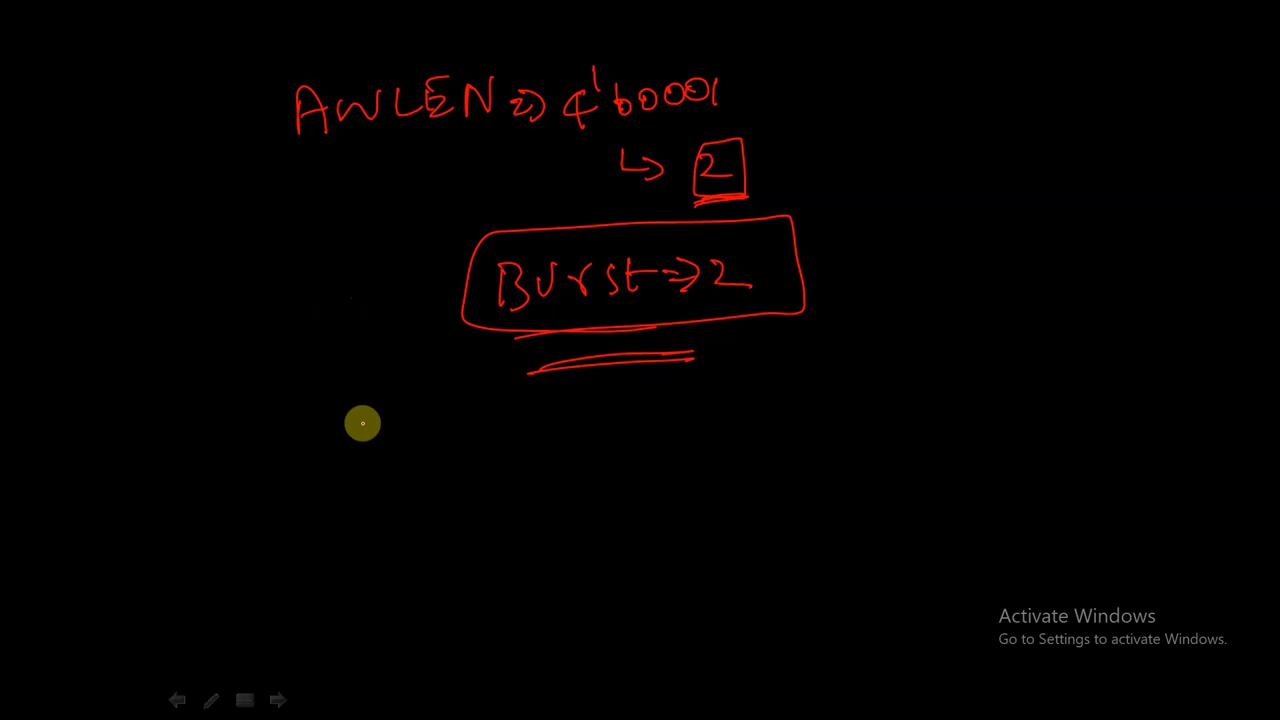 AWLEN ⇒ 4'b0001
↳ 2
Burst ⇒ 2
Activate Windows
Go to Settings to activate Windows.